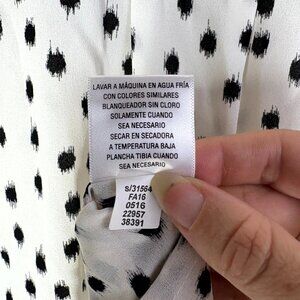 LAVAR A MÁQUINA EN AGUA FRÍA
CON COLORES SIMILARES
BLANQUEADOR SIN CLORO
SOLAMENTE CUANDO
SEA NECESARIO
SECAR EN SECADORA
A TEMPERATURA BAJA
PLANCHA TIBIA CUANDO
SEA NECESARIO
S/31564
FA16
0516
22957
38391